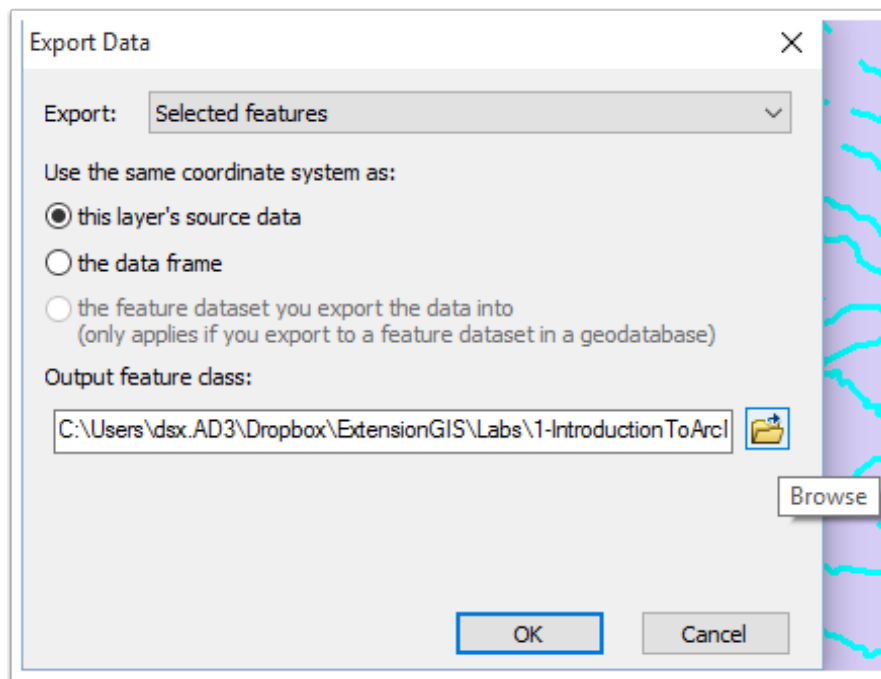 Export Data
Export:
Selected features
Use the same coordinate system as:
this layer's source data
the data frame
the feature dataset you export the data into
(only applies if you export to a feature dataset in a geodatabase)
Output feature class:
C:\Users\dsx.AD3\Dropbox\ExtensionGIS\Labs\1-IntroductionToArcI
Browse
OK
Cancel